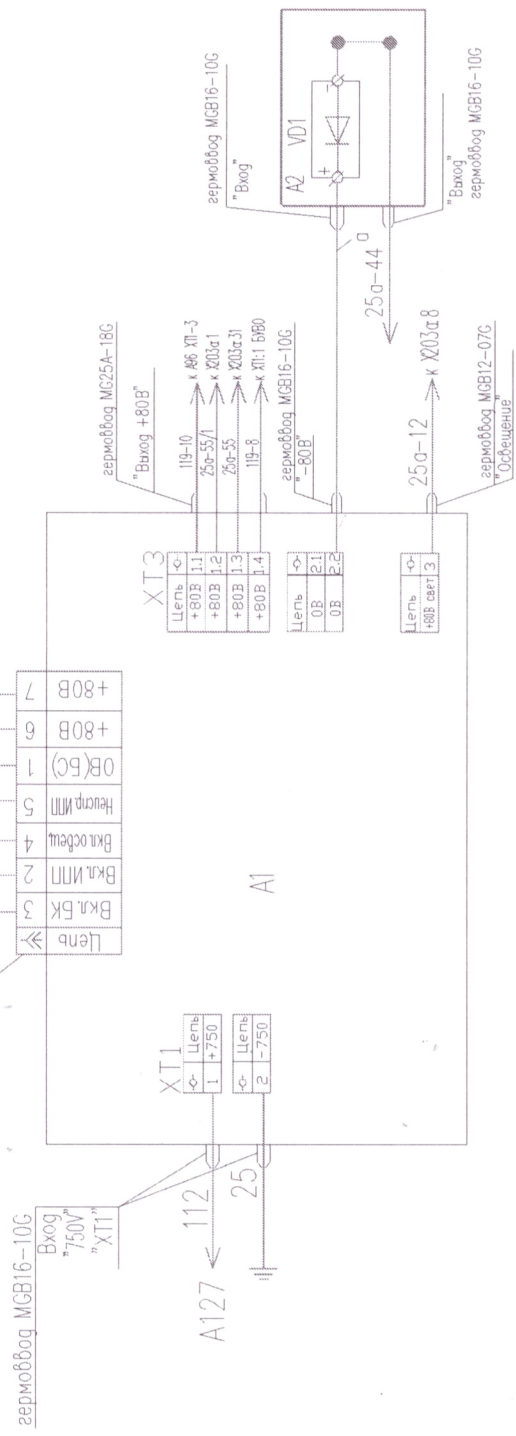 гермоввод MGB16-10G
Вход
"750V"
"XT1"
A127
112
25
XT1
-О- Цепь
1 +750
-О- Цепь
2 -750
A1
Цепь
Вкл. БК 3
Вкл. ИПП 2
Вкл. освещ. 4
Неиспр. ИПП 5
0В(БС) 1
+80В 6
+80В 7
XT3
Цепь -О-
+80В 1.1
+80В 1.2
+80В 1.3
+80В 1.4
Цепь -О-
0В 2.1
0В 2.2
Цепь -О-
+80В свет 3
гермоввод MG25A-18G
"Выход +80В"
119-10 к А96 ХП-3
25а-55/1 к Х203а1
25а-55 к Х203а31
119-8 к ХТ1:1 БУВО
гермоввод MGB16-10G
"-80В"
а
25а-44
25а-12 к Х203а8
гермоввод MGB12-07G
"Освещение"
гермоввод MGB16-10G
"Вход"
A2 VD1
+ -
"Выход"
гермоввод MGB16-10G